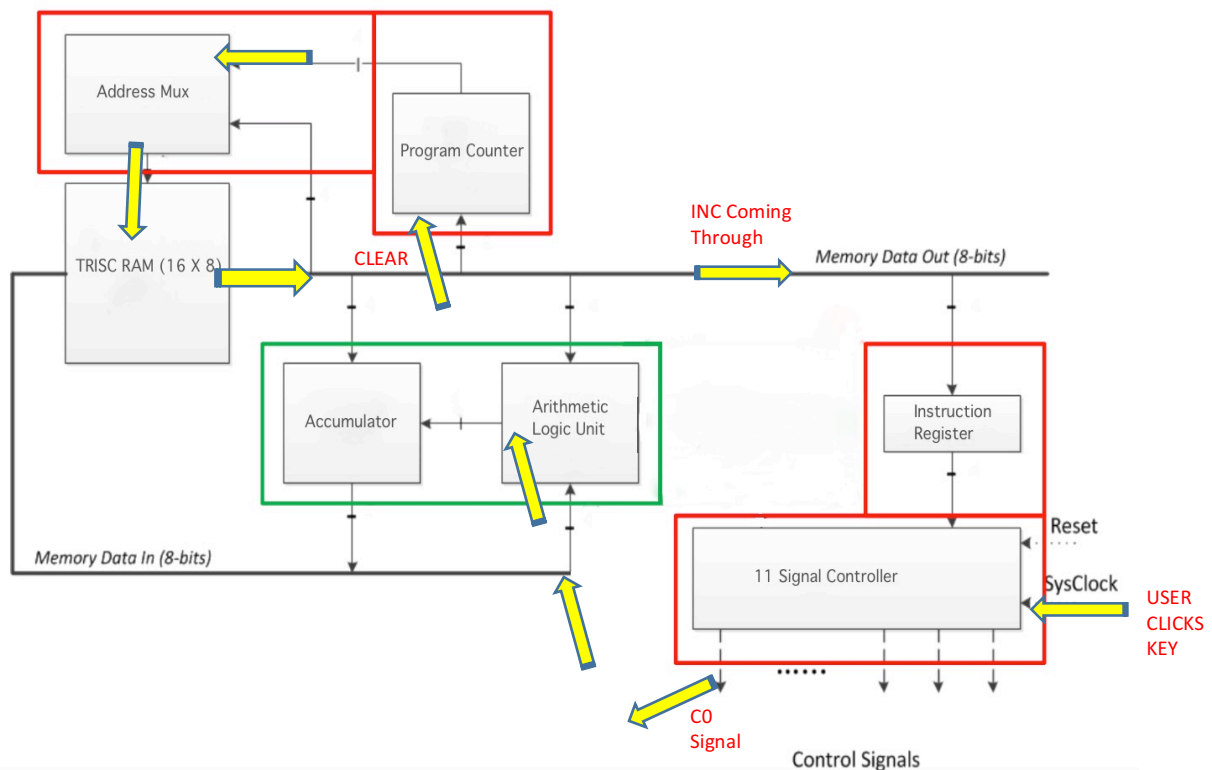 Address Mux
Program Counter
INC Coming
Through
Memory Data Out (8-bits)
CLEAR
TRISC RAM (16 X 8)
Accumulator
Arithmetic
Logic Unit
Instruction
Register
Reset
Memory Data In (8-bits)
11 Signal Controller
SysClock
USER
CLICKS
KEY
......
C0
Signal
Control Signals